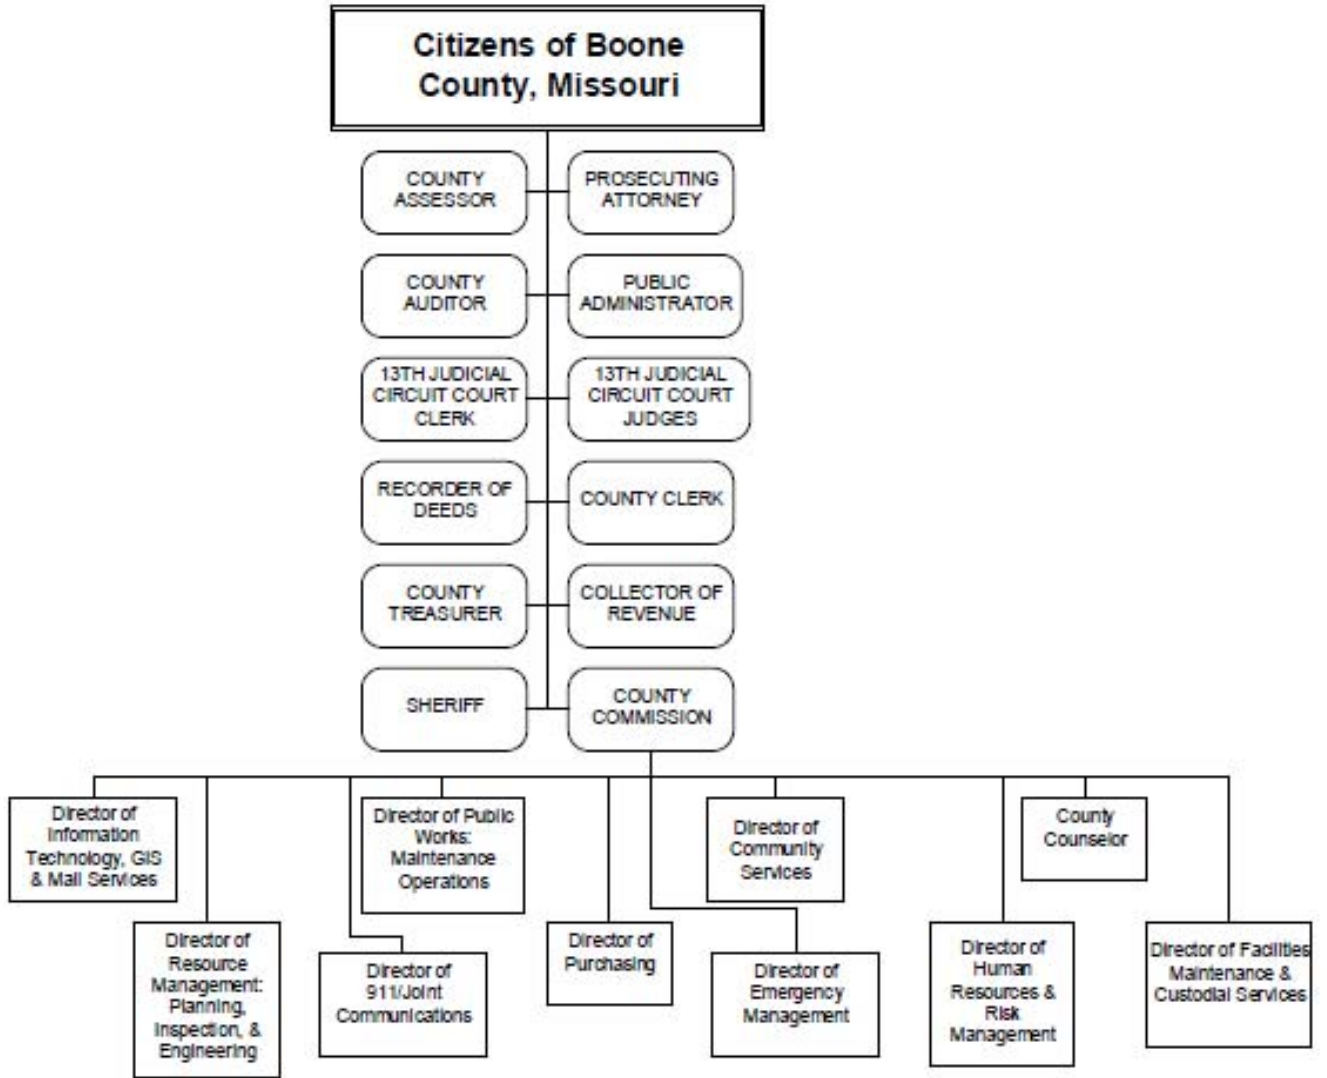 Citizens of Boone
County, Missouri
COUNTY
ASSESSOR
PROSECUTING
ATTORNEY
COUNTY
AUDITOR
PUBLIC
ADMINISTRATOR
13TH JUDICIAL
CIRCUIT COURT
CLERK
13TH JUDICIAL
CIRCUIT COURT
JUDGES
RECORDER OF
DEEDS
COUNTY CLERK
COUNTY
TREASURER
COLLECTOR OF
REVENUE
SHERIFF
COUNTY
COMMISSION
Director of
Information
Technology, GIS
& Mail Services
Director of Public
Works:
Maintenance
Operations
Director of
Community
Services
County
Counselor
Director of
Resource
Management:
Planning,
Inspection, &
Engineering
Director of
911/Joint
Communications
Director of
Purchasing
Director of
Emergency
Management
Director of
Human
Resources &
Risk
Management
Director of Facilities
Maintenance &
Custodial Services